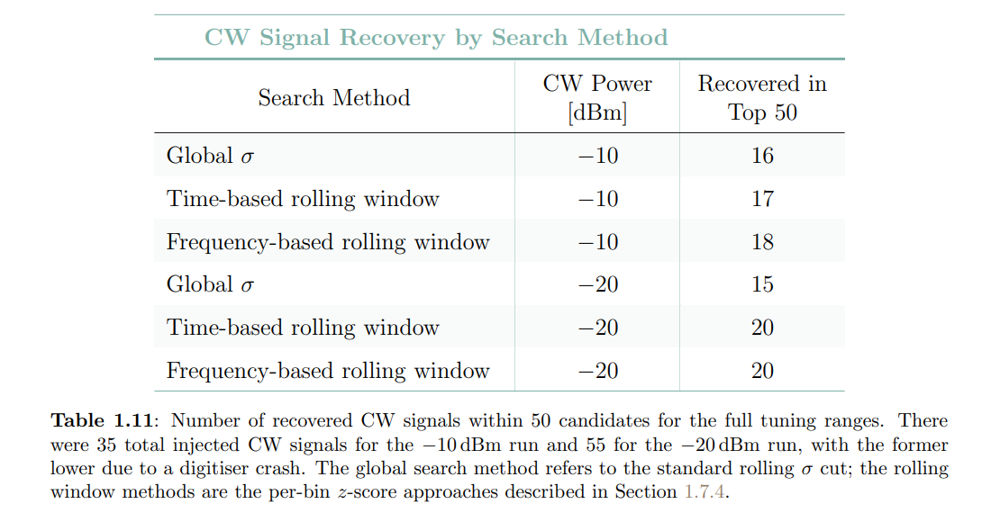 CW Signal Recovery by Search Method
Search Method CW Power [dBm] Recovered in Top 50
Global σ −10 16
Time-based rolling window −10 17
Frequency-based rolling window −10 18
Global σ −20 15
Time-based rolling window −20 20
Frequency-based rolling window −20 20
Table 1.11: Number of recovered CW signals within 50 candidates for the full tuning ranges. There
were 35 total injected CW signals for the −10 dBm run and 55 for the −20 dBm run, with the former
lower due to a digitiser crash. The global search method refers to the standard rolling σ cut; the rolling
window methods are the per-bin z-score approaches described in Section 1.7.4.